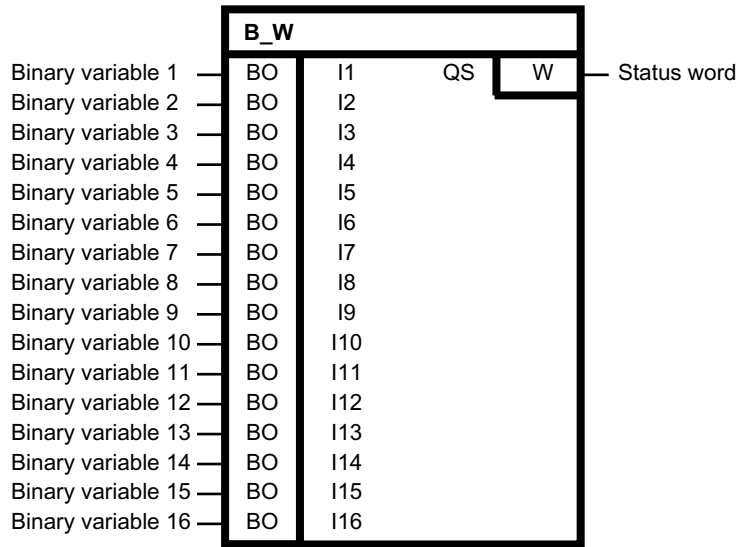 B_W
Binary variable 1 BO I1 QS W Status word
Binary variable 2 BO I2
Binary variable 3 BO I3
Binary variable 4 BO I4
Binary variable 5 BO I5
Binary variable 6 BO I6
Binary variable 7 BO I7
Binary variable 8 BO I8
Binary variable 9 BO I9
Binary variable 10 BO I10
Binary variable 11 BO I11
Binary variable 12 BO I12
Binary variable 13 BO I13
Binary variable 14 BO I14
Binary variable 15 BO I15
Binary variable 16 BO I16